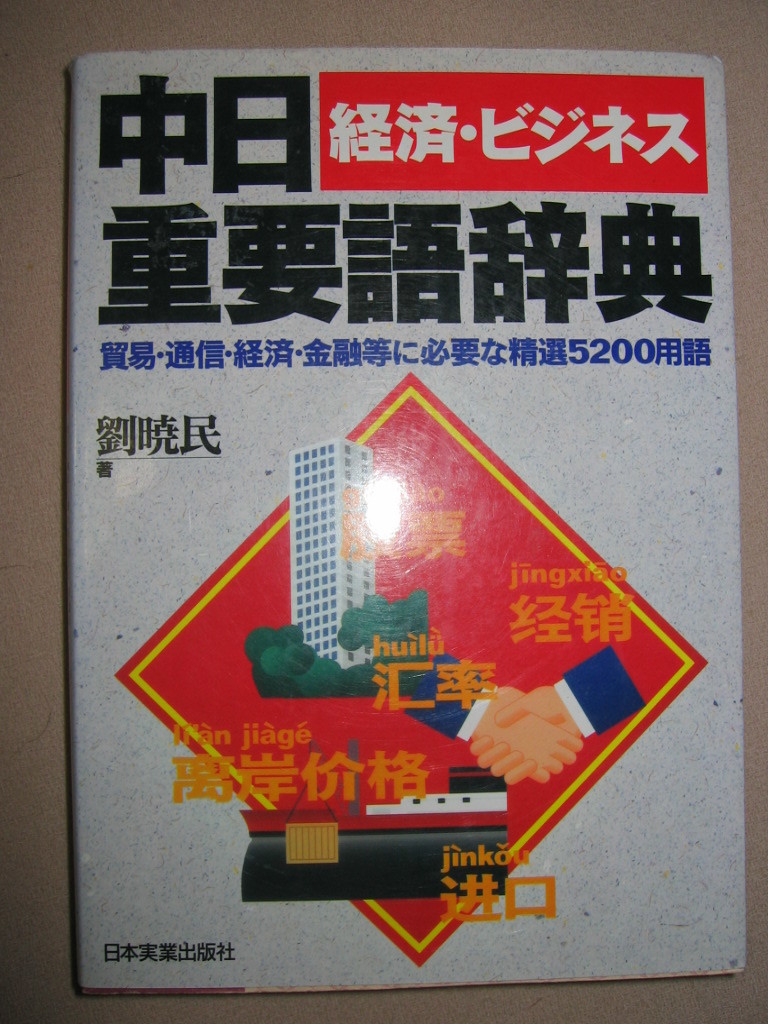 中日
経済・ビジネス
重要語辞典
貿易・通信・経済・金融等に必要な精選5200用語
劉暁民
著
票
jīngxiāo
经销
huìlǜ
汇率
lí'àn jiàgé
离岸价格
jìnkǒu
进口
日本実業出版社